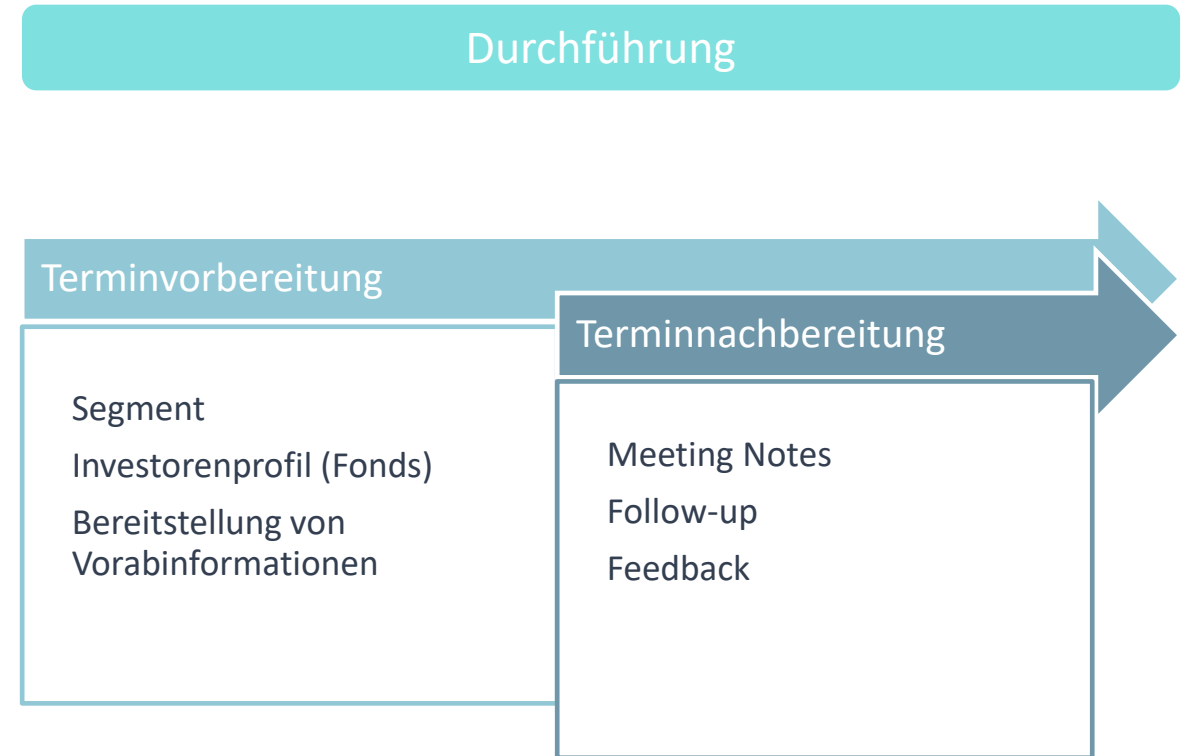 Durchführung
Terminvorbereitung
Segment
Investorenprofil (Fonds)
Bereitstellung von
Vorabinformationen
Terminnachbereitung
Meeting Notes
Follow-up
Feedback